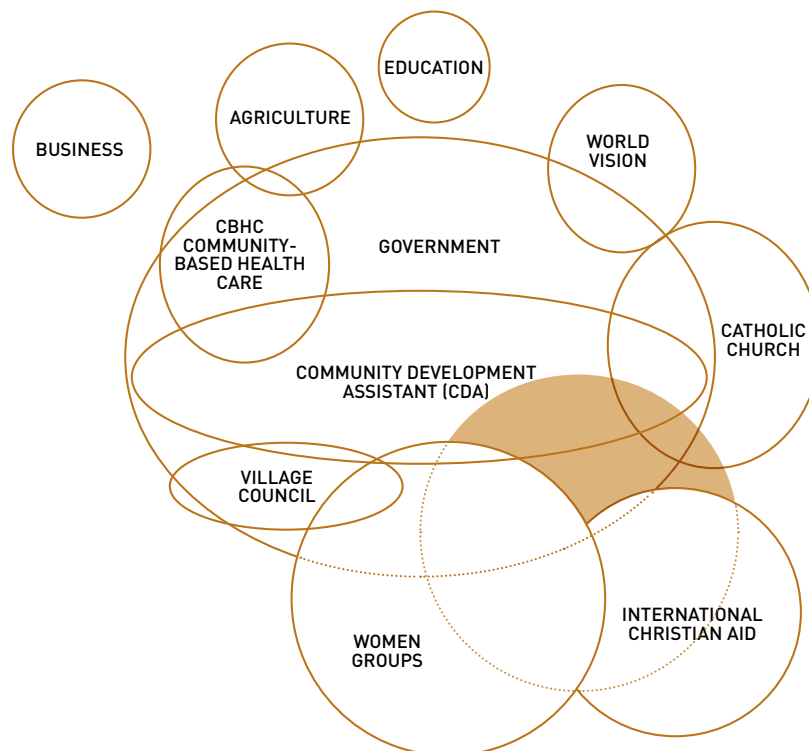 EDUCATION
AGRICULTURE
BUSINESS
WORLD
VISION
CBHC
COMMUNITY-
BASED HEALTH
CARE
GOVERNMENT
CATHOLIC
CHURCH
COMMUNITY DEVELOPMENT
ASSISTANT (CDA)
VILLAGE
COUNCIL
INTERNATIONAL
CHRISTIAN AID
WOMEN
GROUPS